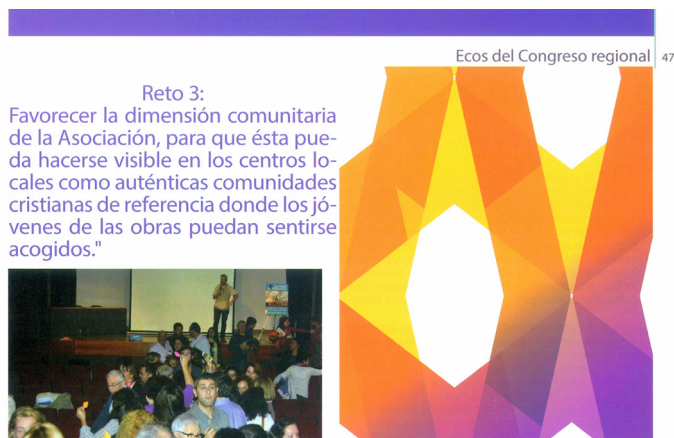 Ecos del Congreso regional 47
Reto 3:
Favorecer la dimensión comunitaria
de la Asociación, para que ésta pue-
da hacerse visible en los centros lo-
cales como auténticas comunidades
cristianas de referencia donde los jó-
venes de las obras puedan sentirse
acogidos."